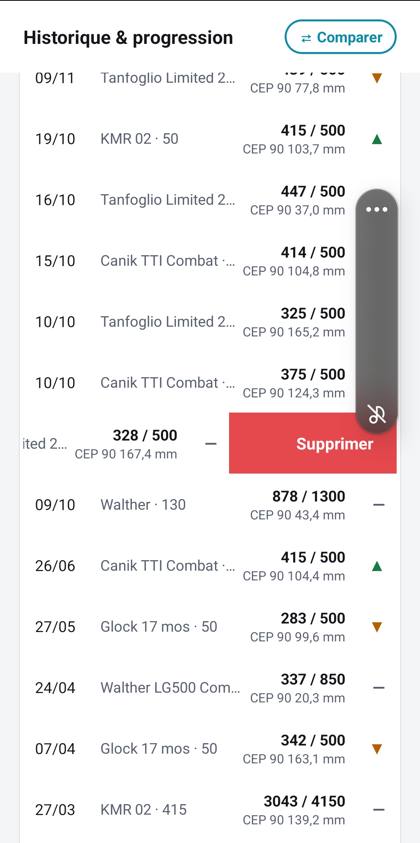 Historique & progression
⇄ Comparer
09/11 Tanfoglio Limited 2...
CEP 90 77,8 mm
19/10 KMR 02 · 50 415 / 500
CEP 90 103,7 mm
16/10 Tanfoglio Limited 2... 447 / 500
CEP 90 37,0 mm
15/10 Canik TTI Combat ·... 414 / 500
CEP 90 104,8 mm
10/10 Tanfoglio Limited 2... 325 / 500
CEP 90 165,2 mm
10/10 Canik TTI Combat ·... 375 / 500
CEP 90 124,3 mm
ited 2... 328 / 500 — Supprimer
CEP 90 167,4 mm
09/10 Walther · 130 878 / 1300 —
CEP 90 43,4 mm
26/06 Canik TTI Combat ·... 415 / 500
CEP 90 104,4 mm
27/05 Glock 17 mos · 50 283 / 500
CEP 90 99,6 mm
24/04 Walther LG500 Com... 337 / 850 —
CEP 90 20,3 mm
07/04 Glock 17 mos · 50 342 / 500
CEP 90 163,1 mm
27/03 KMR 02 · 415 3043 / 4150 —
CEP 90 139,2 mm